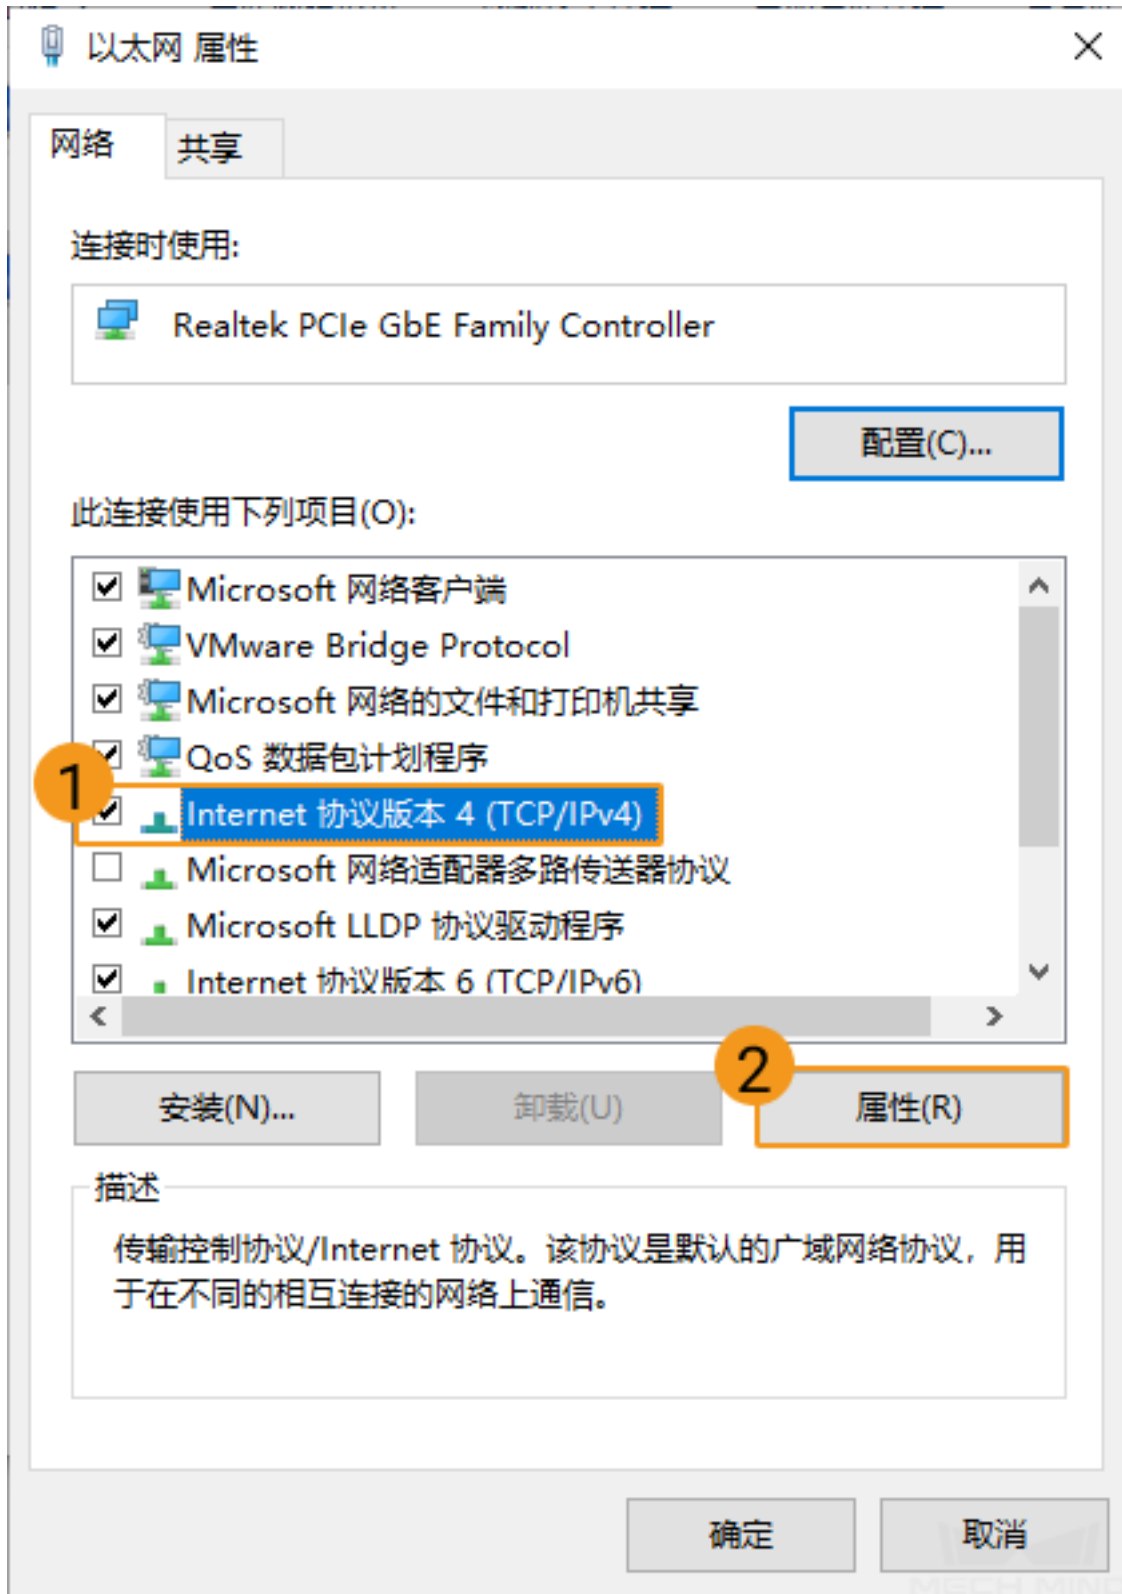 以太网 属性
网络
共享
连接时使用:
Realtek PCIe GbE Family Controller
配置(C)...
此连接使用下列项目(O):
Microsoft 网络客户端
VMware Bridge Protocol
Microsoft 网络的文件和打印机共享
QoS 数据包计划程序
1
Internet 协议版本 4 (TCP/IPv4)
Microsoft 网络适配器多路传送器协议
Microsoft LLDP 协议驱动程序
Internet 协议版本 6 (TCP/IPv6)
安装(N)...
卸载(U)
2
属性(R)
描述
传输控制协议/Internet 协议。该协议是默认的广域网络协议，用
于在不同的相互连接的网络上通信。
确定
取消
MECH MIND